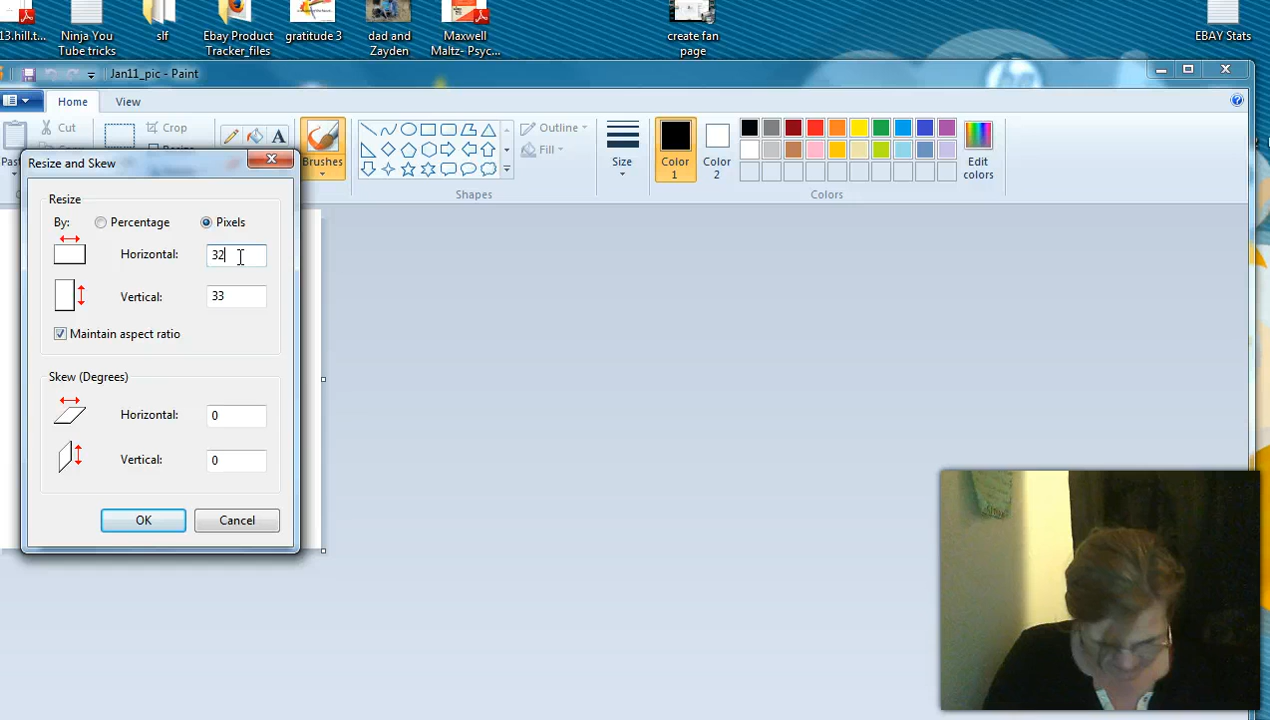 13.hill.t...
Ninja You
Tube tricks
slf
Ebay Product
Tracker_files
gratitude 3
dad and
Zayden
Maxwell
Maltz- Psyc...
create fan
page
EBAY Stats
Jan11_pic - Paint
Home
View
Cut
Crop
Brushes
Outline
Fill
Size
Color
1
Color
2
Edit
colors
Shapes
Colors
Resize and Skew
Resize
By:
Percentage
Pixels
Horizontal:
32
Vertical:
33
Maintain aspect ratio
Skew (Degrees)
Horizontal:
0
Vertical:
0
OK
Cancel